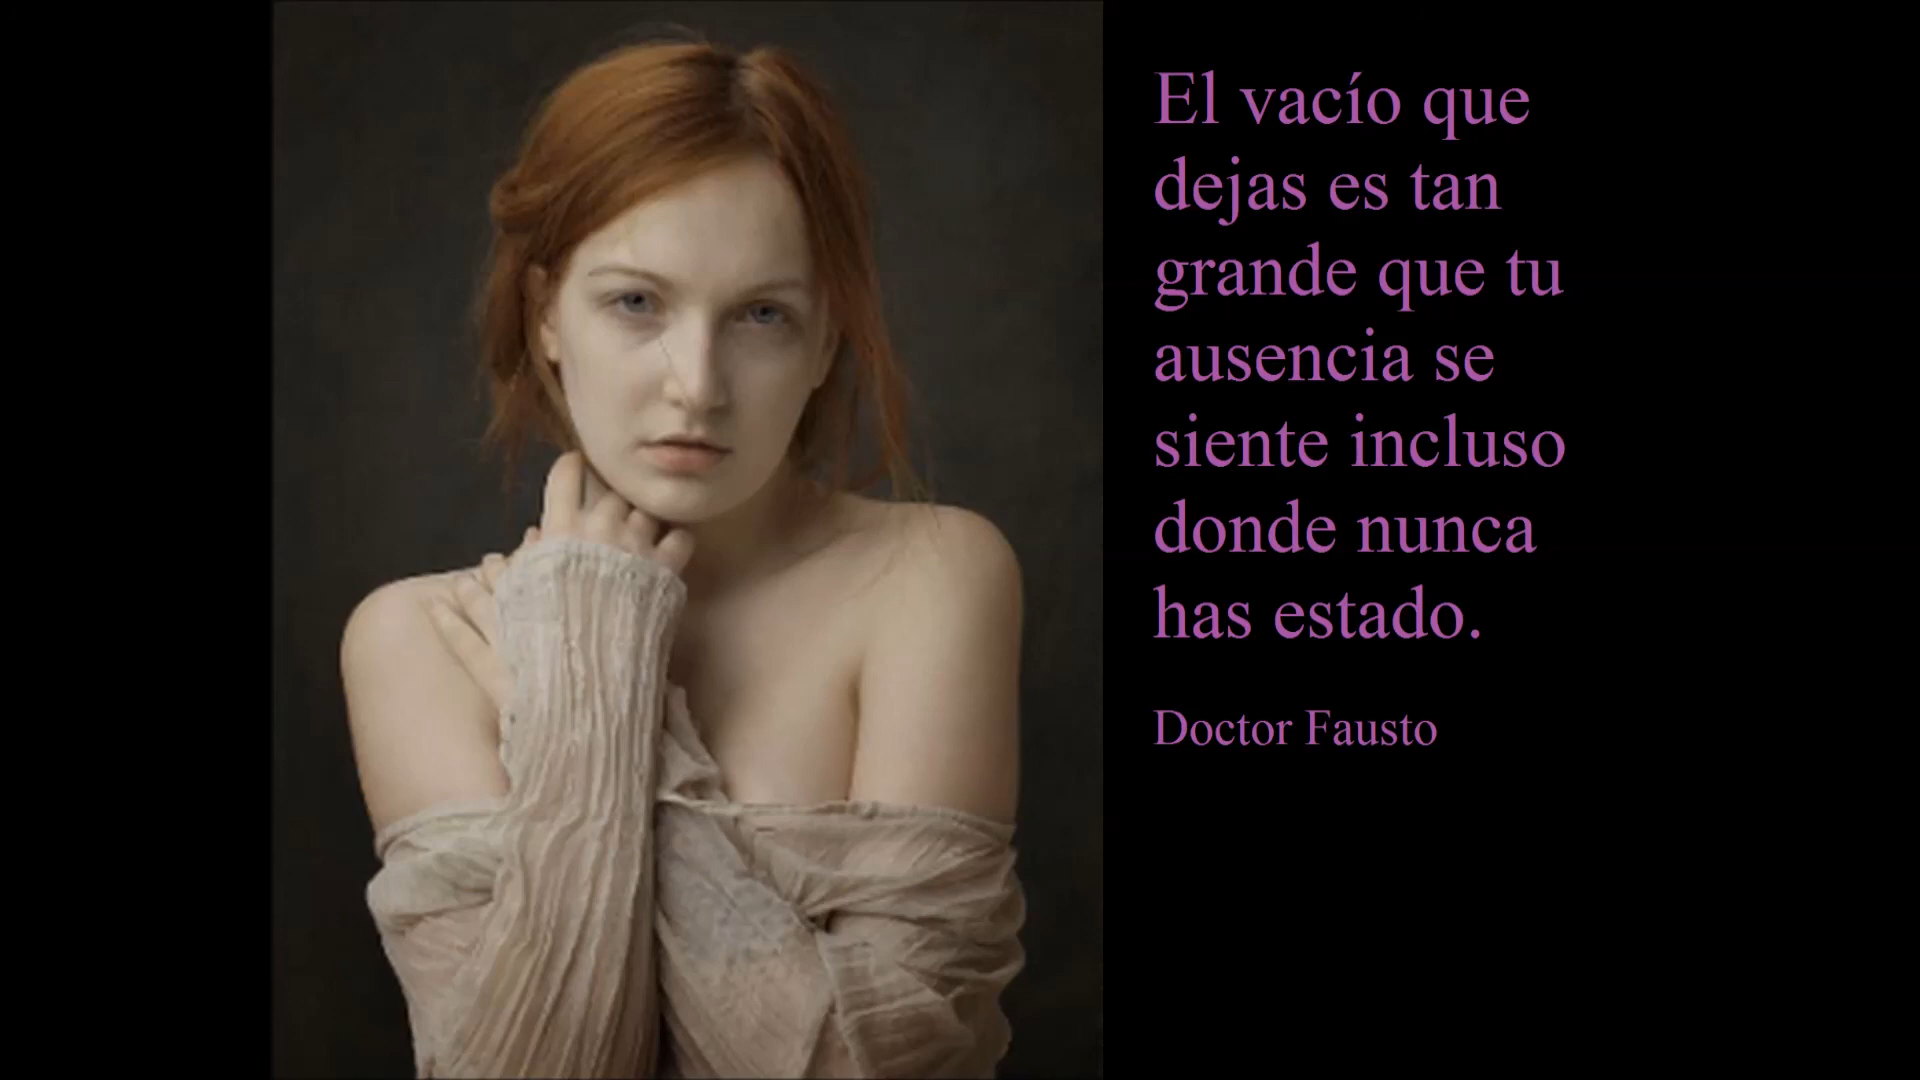 El vacío que
dejas es tan
grande que tu
ausencia se
siente incluso
donde nunca
has estado.
Doctor Fausto